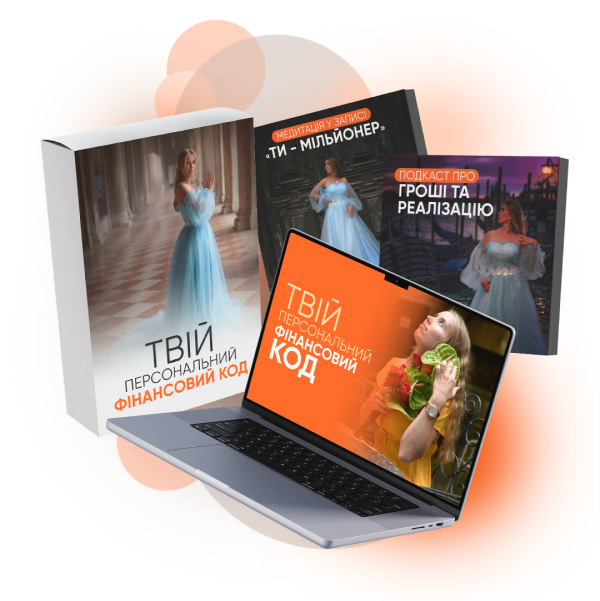 ТВІЙ
ПЕРСОНАЛЬНИЙ
ФІНАНСОВИЙ КОД
МЕДИТАЦІЯ У ЗАПИСІ
«ТИ – МІЛЬЙОНЕР»
ПОДКАСТ ПРО
ГРОШІ ТА
РЕАЛІЗАЦІЮ
ТВІЙ
ПЕРСОНАЛЬНИЙ
ФІНАНСОВИЙ
КОД